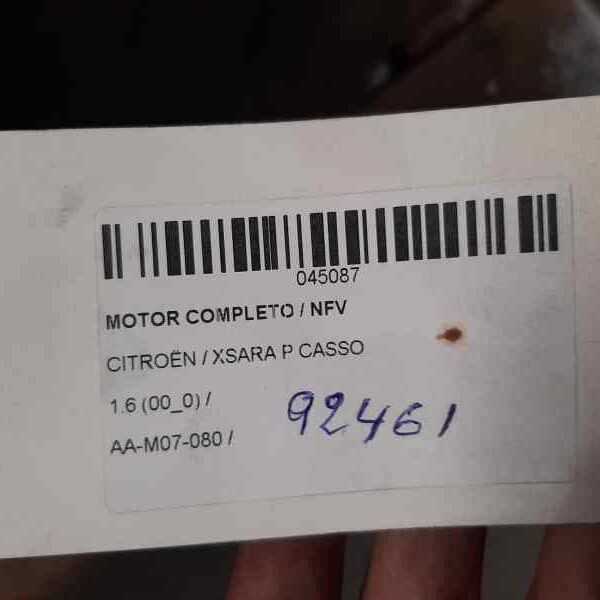 045087
MOTOR COMPLETO / NFV
CITROËN / XSARA P CASSO
1.6 (00_0) /
92461
AA-M07-080 /